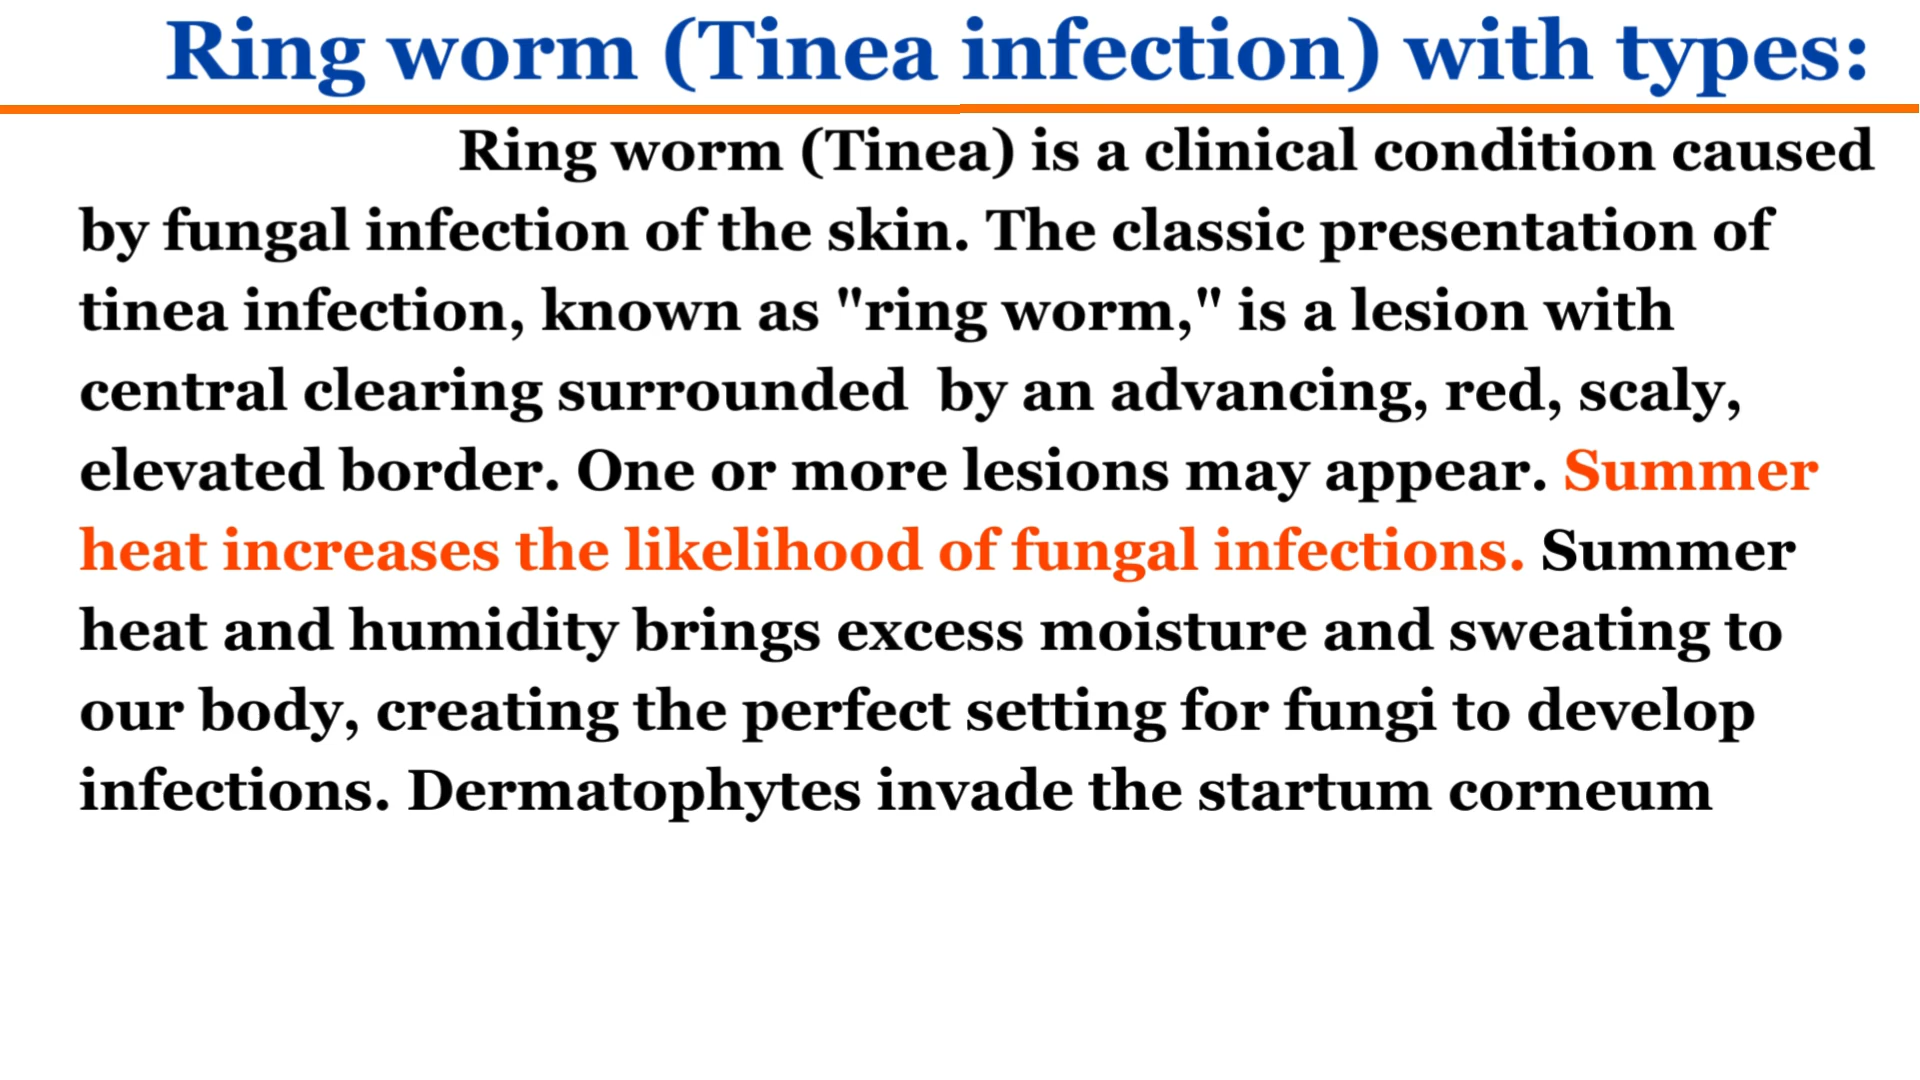 Ring worm (Tinea infection) with types:
Ring worm (Tinea) is a clinical condition caused
by fungal infection of the skin. The classic presentation of
tinea infection, known as "ring worm," is a lesion with
central clearing surrounded  by an advancing, red, scaly,
elevated border. One or more lesions may appear. Summer
heat increases the likelihood of fungal infections. Summer
heat and humidity brings excess moisture and sweating to
our body, creating the perfect setting for fungi to develop
infections. Dermatophytes invade the startum corneum